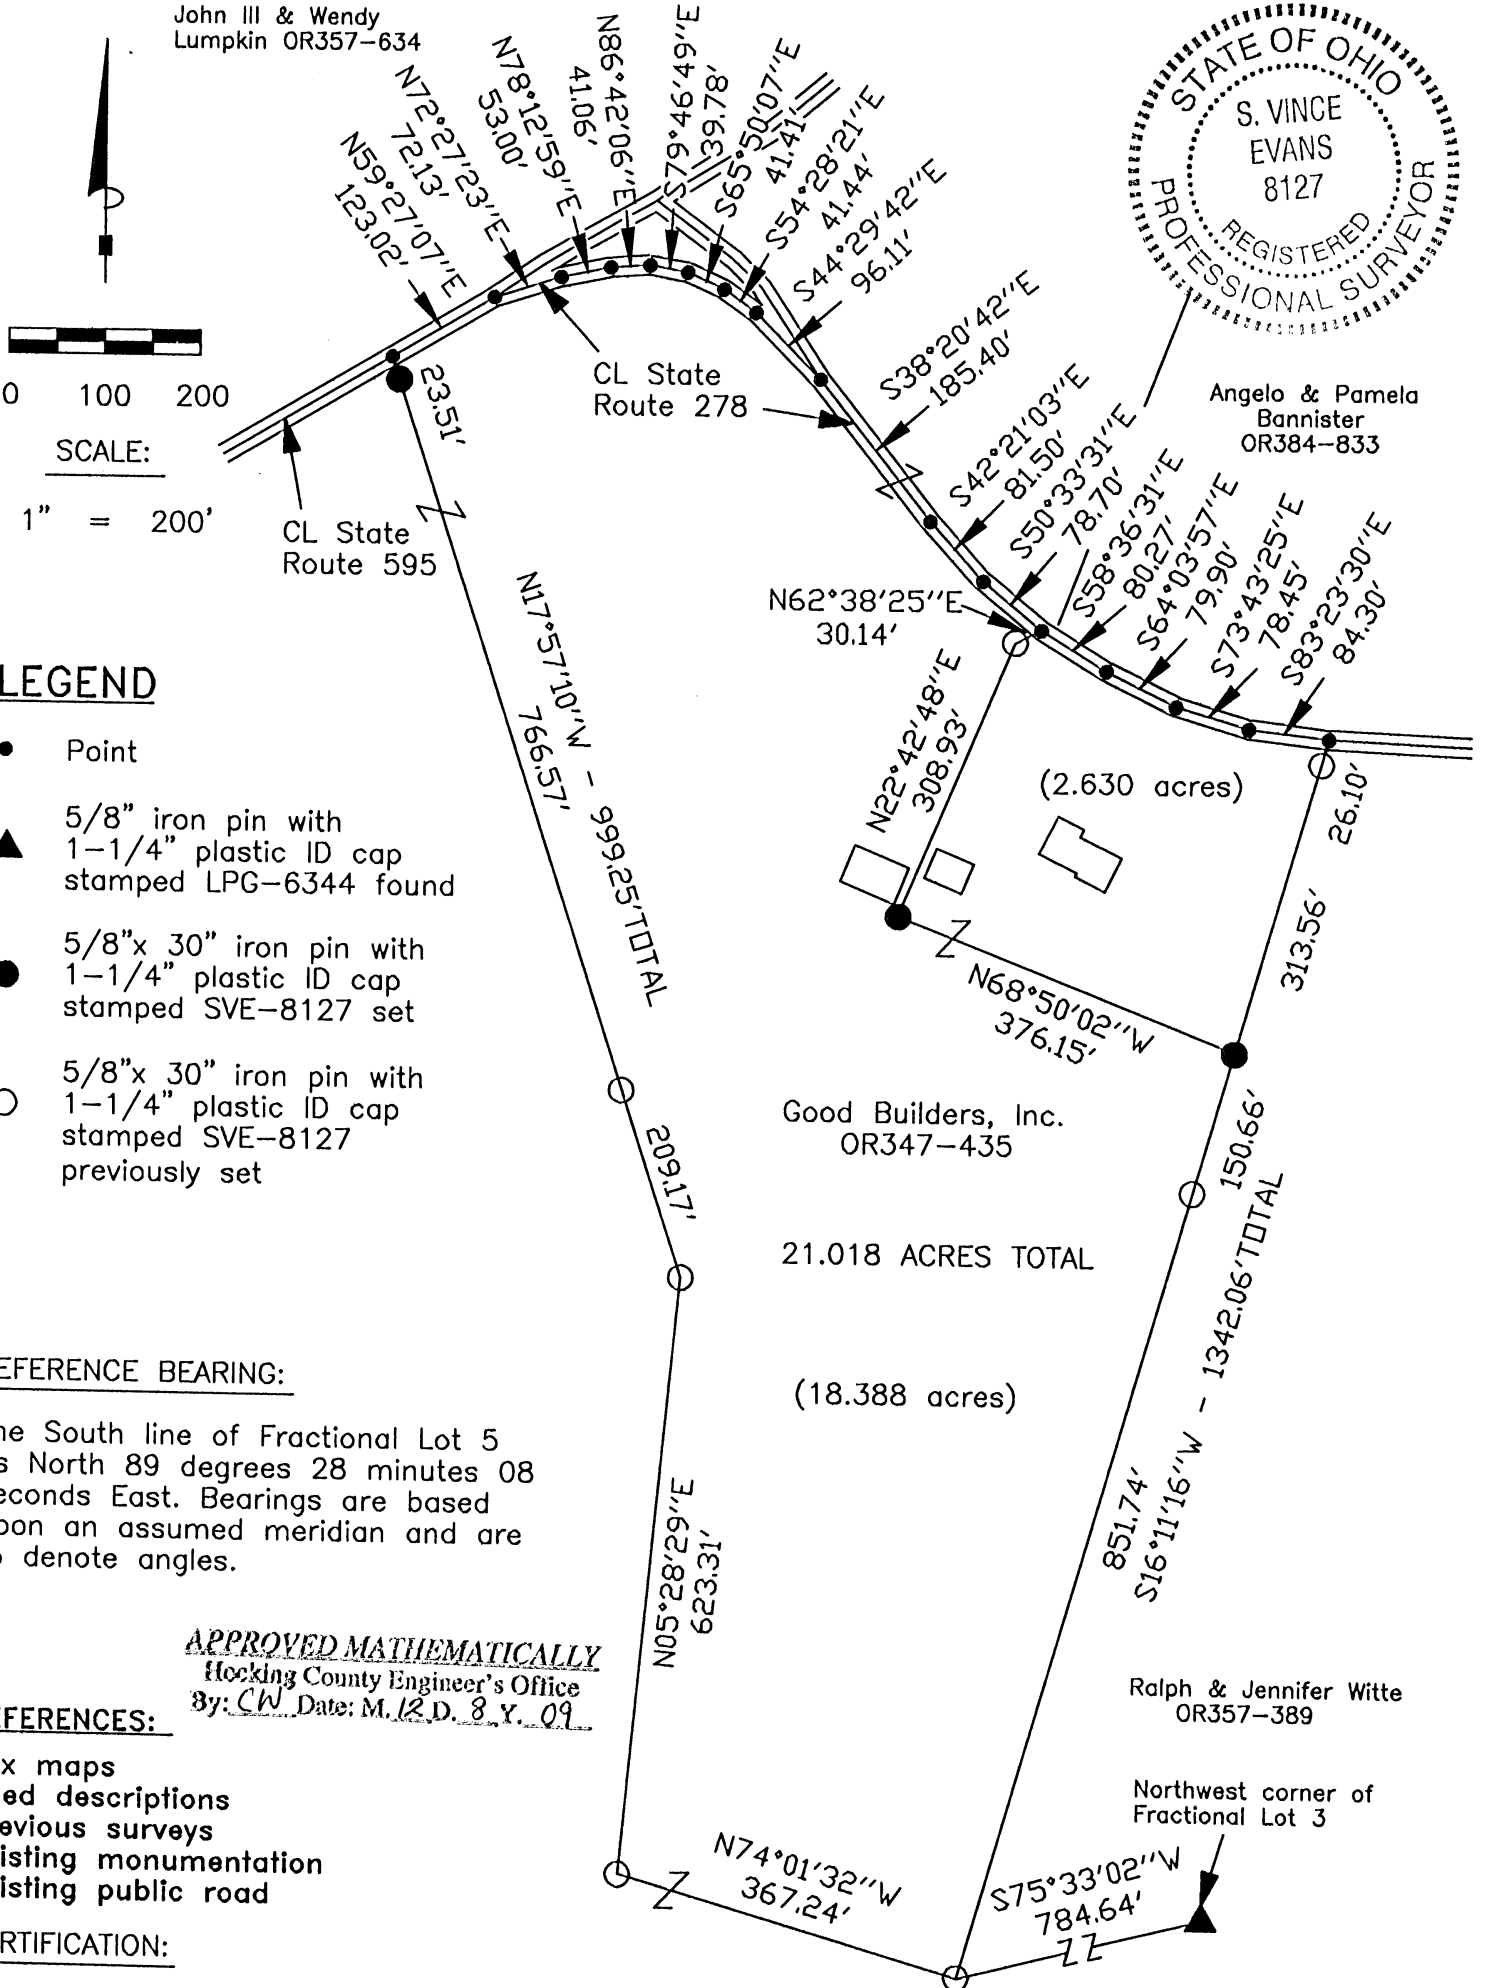 John III & Wendy
Lumpkin OR357-634
N59°27'07"E
123.02'
N72°27'23"E
72.13'
N78°12'59"E
53.00'
N86°42'06"E
41.06'
S79°46'49"E
39.78'
S65°50'07"E
41.41'
S54°28'21"E
41.44'
S44°29'42"E
96.11'
S38°20'42"E
185.40'
S42°21'03"E
81.50'
S50°33'31"E
78.70'
S58°36'31"E
80.27'
S64°03'57"E
79.90'
S73°43'25"E
78.45'
S83°23'30"E
84.30'
STATE OF OHIO
S. VINCE
EVANS
8127
REGISTERED
PROFESSIONAL SURVEYOR
Angelo & Pamela
Bannister
OR384-833
0 100 200
SCALE:
1" = 200'
CL State
Route 278
CL State
Route 595
23.51'
N17°57'10"W - 999.25'TOTAL
766.57'
209.17'
N62°38'25"E
30.14'
N22°42'48"E
308.93'
(2.630 acres)
26.10'
313.56'
N68°50'02"W
376.15'
150.66'
S16°11'16"W - 1342.06'TOTAL
851.74'
LEGEND
Point
5/8" iron pin with
1-1/4" plastic ID cap
stamped LPG-6344 found
5/8"x 30" iron pin with
1-1/4" plastic ID cap
stamped SVE-8127 set
5/8"x 30" iron pin with
1-1/4" plastic ID cap
stamped SVE-8127
previously set
Good Builders, Inc.
OR347-435
21.018 ACRES TOTAL
(18.388 acres)
EFERENCE BEARING:
he South line of Fractional Lot 5
s North 89 degrees 28 minutes 08
econds East. Bearings are based
pon an assumed meridian and are
o denote angles.
N05°28'29"E
623.31'
APPROVED MATHEMATICALLY
Hocking County Engineer's Office
By: CW Date: M. 12 D. 8 Y. 09
EFERENCES:
x maps
ed descriptions
evious surveys
isting monumentation
isting public road
RTIFICATION:
Ralph & Jennifer Witte
OR357-389
Northwest corner of
Fractional Lot 3
N74°01'32"W
367.24'
S75°33'02"W
784.64'